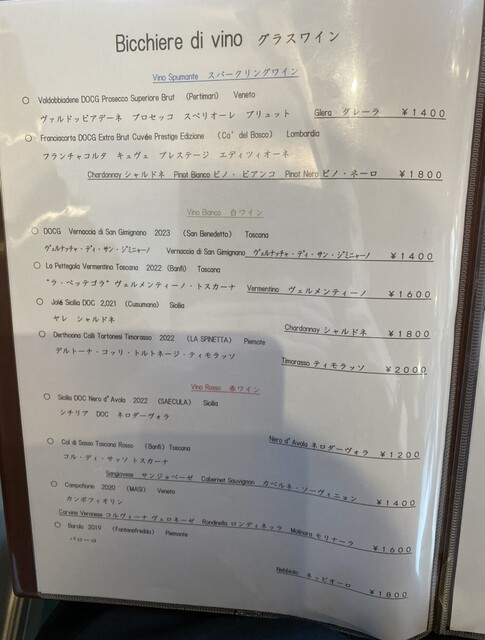 Bicchiere di vino グラスワイン
Vino Spumante スパークリングワイン
○ Valdobbiadene DOCG Prosecco Superiore Brut (Pertimari) Veneto
ヴァルドッビアデーネ プロセッコ スペリオーレ ブリュット Glera グレーラ ¥1400
○ Franciacorta DOCG Extra Brut Cuvée Prestige Edizione (Ca' del Bosco) Lombardia
フランチャコルタ キュヴェ プレステージ エディツィオーネ
Chardonnay シャルドネ Pinot Bianco ピノ・ビアンコ Pinot Nero ピノ・ネーロ ¥1800
Vino Bianco 白ワイン
○ DOCG Vernaccia di San Gimignano 2023 (San Benedetto) Toscana
ヴェルナッチャ・ディ・サン・ジミニャーノ Vernaccia di San Gimignano ヴェルナッチャ・ディ・サン・ジミニャーノ ¥1400
○ La Pettegola Vermentino Toscana 2022 (Banfi) Toscana
"ラ・ペッテゴラ" ヴェルメンティーノ・トスカーナ Vermentino ヴェルメンティーノ ¥1600
○ Jalé Sicilia DOC 2,021 (Cusumano) Sicilia
ヤレ シャルドネ Chardonnay シャルドネ ¥1800
○ Derthoona Colli Tortonesi Timorasso 2022 (LA SPINETTA) Piemonte
デルトーナ・コッリ・トルトネージ・ティモラッソ Timorasso ティモラッソ ¥2000
Vino Rosso 赤ワイン
○ Sicilia DOC Nero d'Avola 2022 (SAECULA) Sicilia
シチリア DOC ネロダーヴォラ Nero d'Avola ネロダーヴォラ ¥1200
○ Col di Sasso Toscana Rosso (Banfi) Toscana
コル・ディ・サッソ トスカーナ
Sangiovese サンジョベーゼ Cabernet Sauvignon カベルネ・ソーヴィニョン ¥1400
○ Campofiorin 2020 (MASI) Veneto
カンポフィオリン
Corvina Veronese コルヴィーナ ヴェロネーゼ Rondinella ロンディネッラ Molinara モリナーラ ¥1600
○ Barolo 2019 (Fontanafredda) Piemonte
バローロ
Nebbiolo ネッビオーロ ¥1800